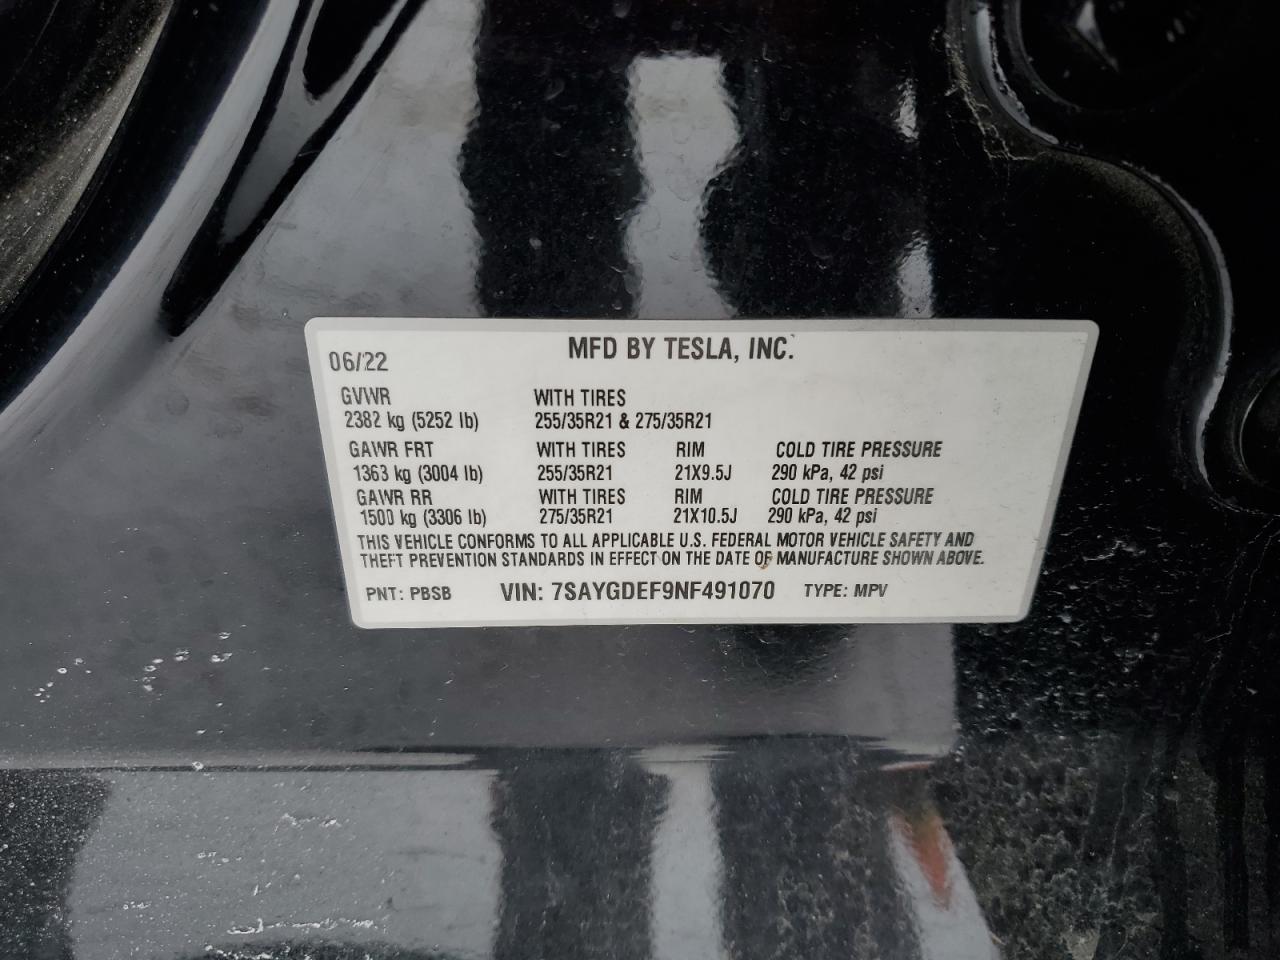 MFD BY TESLA, INC.
06/22
GVWR WITH TIRES
2382 kg (5252 lb) 255/35R21 & 275/35R21
GAWR FRT WITH TIRES RIM COLD TIRE PRESSURE
1363 kg (3004 lb) 255/35R21 21X9.5J 290 kPa, 42 psi
GAWR RR WITH TIRES RIM COLD TIRE PRESSURE
1500 kg (3306 lb) 275/35R21 21X10.5J 290 kPa, 42 psi
THIS VEHICLE CONFORMS TO ALL APPLICABLE U.S. FEDERAL MOTOR VEHICLE SAFETY AND
THEFT PREVENTION STANDARDS IN EFFECT ON THE DATE OF MANUFACTURE SHOWN ABOVE.
PNT: PBSB VIN: 7SAYGDEF9NF491070 TYPE: MPV